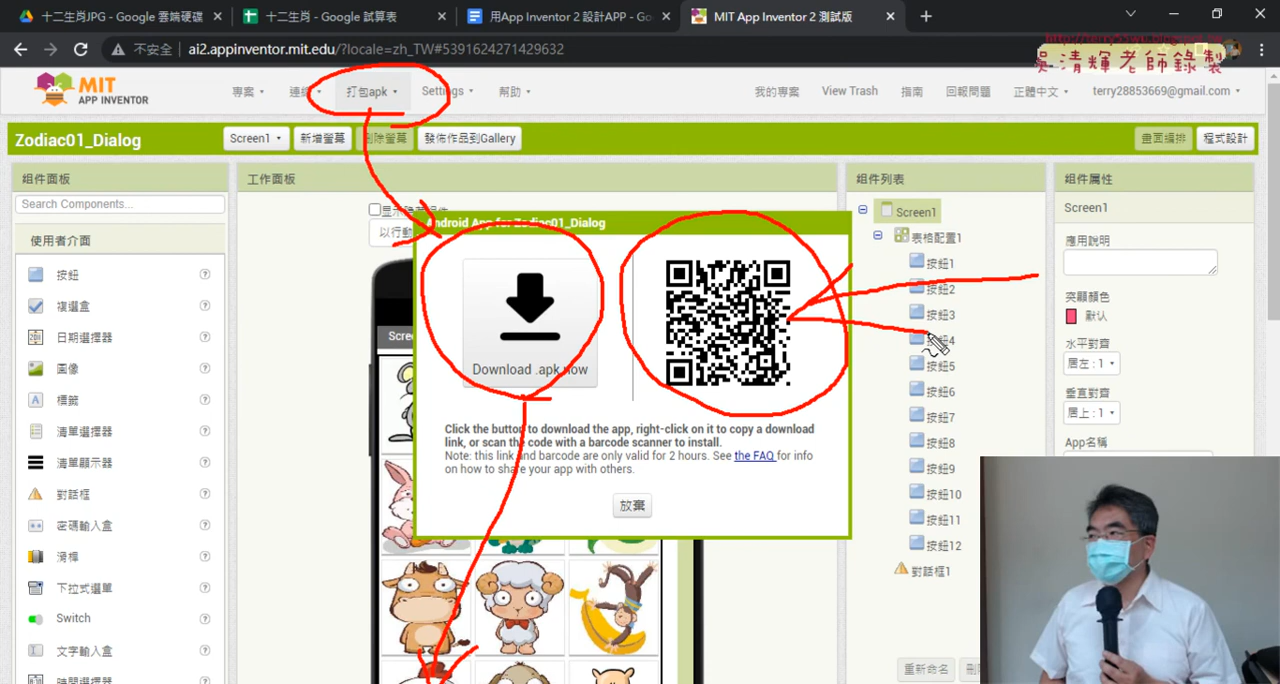 十二生肖JPG - Google 雲端硬碟
十二生肖 - Google 試算表
用App Inventor 2 設計APP - Go
MIT App Inventor 2 測試版
不安全
ai2.appinventor.mit.edu/?locale=zh_TW#5391624271429632
吳清輝老師錄製
MIT
APP INVENTOR
專案
打包apk
Settings
幫助
我的專案
View Trash
指南
回報問題
正體中文
terry28853669@gmail.com
Zodiac01_Dialog
Screen1
新增螢幕
刪除螢幕
發佈作品到Gallery
畫面編排
程式設計
組件面板
Search Components...
使用者介面
按鈕
複選盒
日期選擇器
圖像
標籤
清單選擇器
清單顯示器
對話框
密碼輸入盒
滑桿
下拉式選單
Switch
文字輸入盒
時間選擇器
工作面板
以行動
Scree
Android App for Zodiac01_Dialog
Download .apk now
Click the button to download the app, right-click on it to copy a download
link, or scan the code with a barcode scanner to install.
Note: this link and barcode are only valid for 2 hours. See the FAQ for info
on how to share your app with others.
放棄
組件列表
Screen1
表格配置1
按鈕1
按鈕2
按鈕3
按鈕5
按鈕6
按鈕7
按鈕8
按鈕9
按鈕10
按鈕11
按鈕12
對話框1
重新命名
組件屬性
Screen1
應用說明
突顯顏色
默认
水平對齊
居左 : 1
垂直對齊
居上 : 1
App名稱